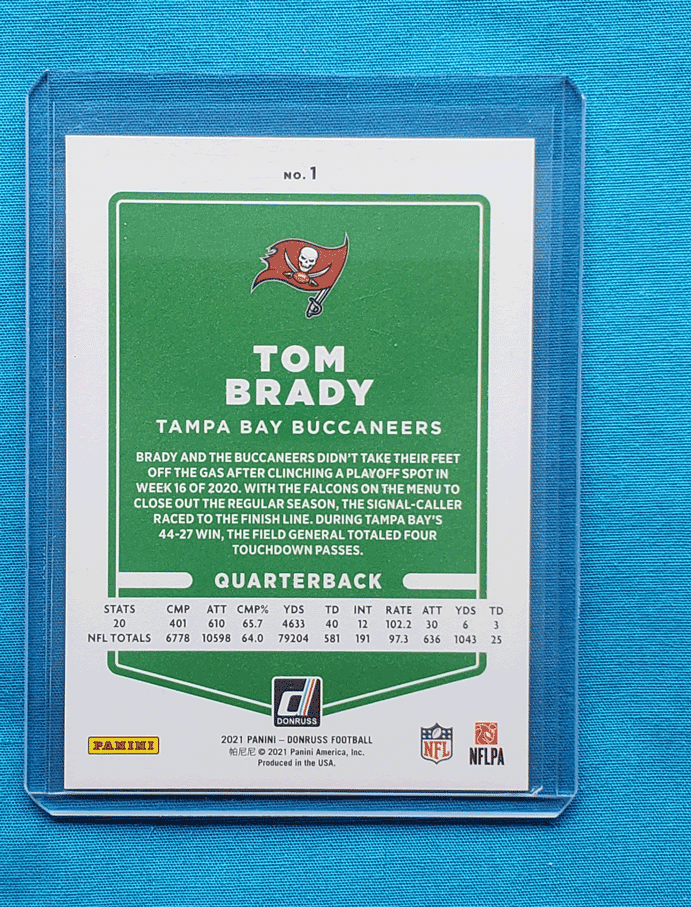 NO. 1
TOM
BRADY
TAMPA BAY BUCCANEERS
BRADY AND THE BUCCANEERS DIDN'T TAKE THEIR FEET
OFF THE GAS AFTER CLINCHING A PLAYOFF SPOT IN
WEEK 16 OF 2020. WITH THE FALCONS ON THE MENU TO
CLOSE OUT THE REGULAR SEASON, THE SIGNAL-CALLER
RACED TO THE FINISH LINE. DURING TAMPA BAY'S
44-27 WIN, THE FIELD GENERAL TOTALED FOUR
TOUCHDOWN PASSES.
QUARTERBACK
STATS CMP ATT CMP% YDS TD INT RATE ATT YDS TD
20 401 610 65.7 4633 40 12 102.2 30 6 3
NFL TOTALS 6778 10598 64.0 79204 581 191 97.3 636 1043 25
d
DONRUSS
PANINI
2021 PANINI – DONRUSS FOOTBALL
帕尼尼 © 2021 Panini America, Inc.
Produced in the USA.
NFL
NFLPA